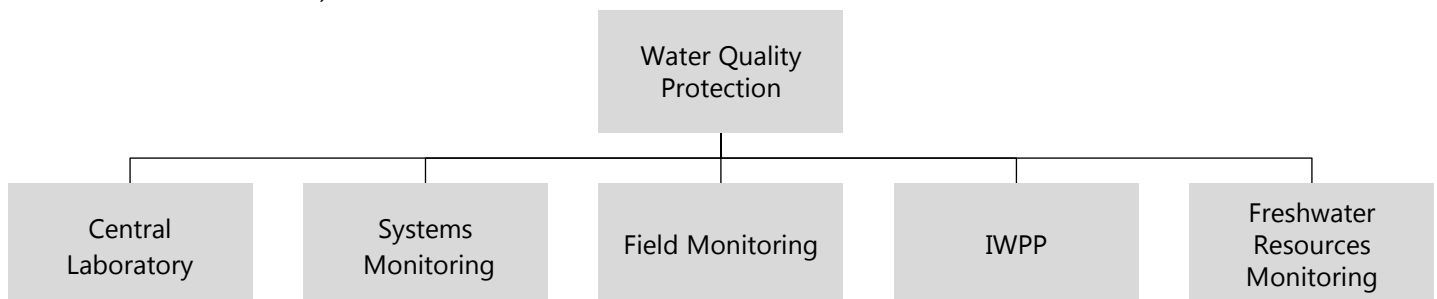 Water Quality
Protection
Central
Laboratory
Systems
Monitoring
Field Monitoring
IWPP
Freshwater
Resources
Monitoring